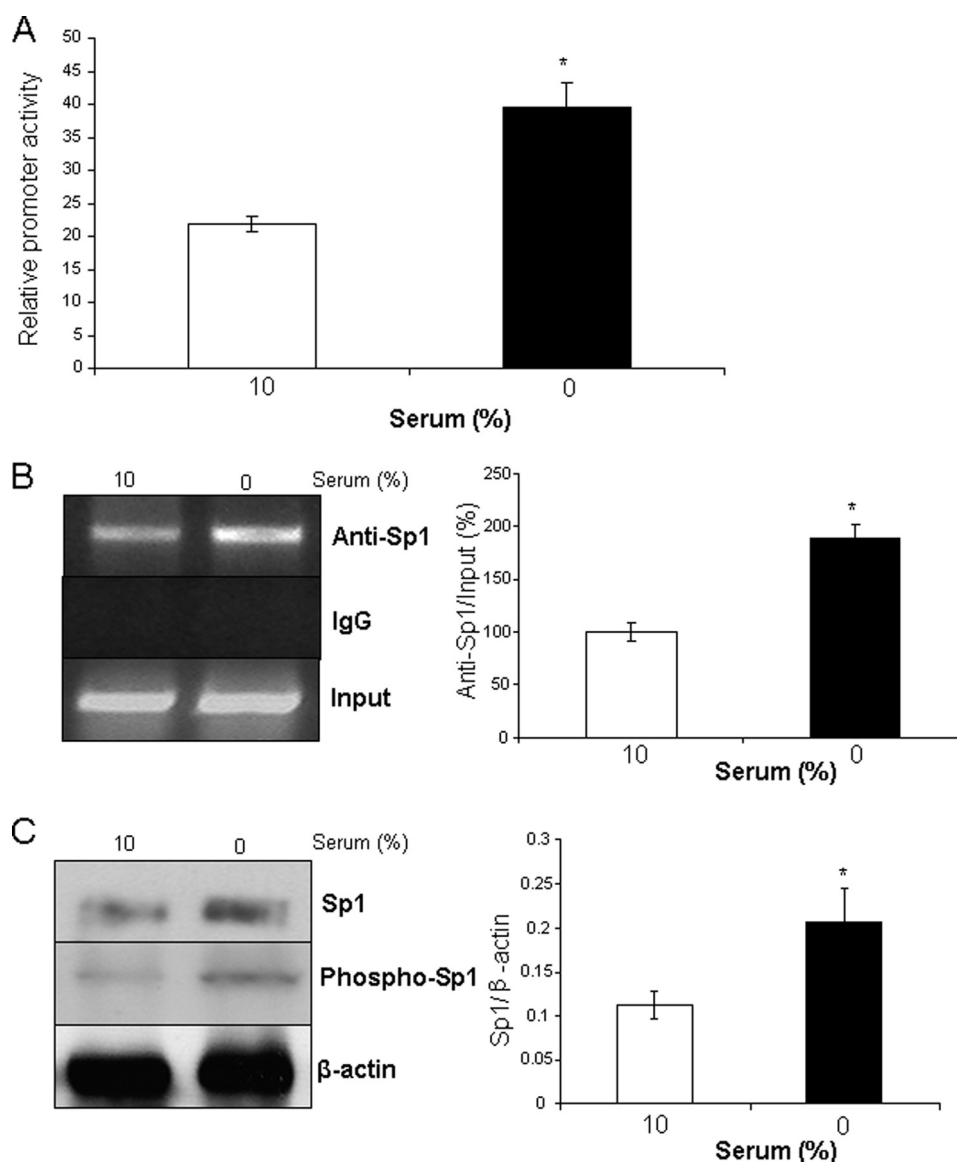 A
Relative promoter activity
50
45
40
35
30
25
20
15
10
5
0
*
10
0
Serum (%)
B
10
0
Serum (%)
Anti-Sp1
IgG
Input
Anti-Sp1/Input (%)
250
200
150
100
50
0
*
10
0
Serum (%)
C
10
0
Serum (%)
Sp1
Phospho-Sp1
β-actin
Sp1/β-actin
0.3
0.25
0.2
0.15
0.1
0.05
0
*
10
0
Serum (%)